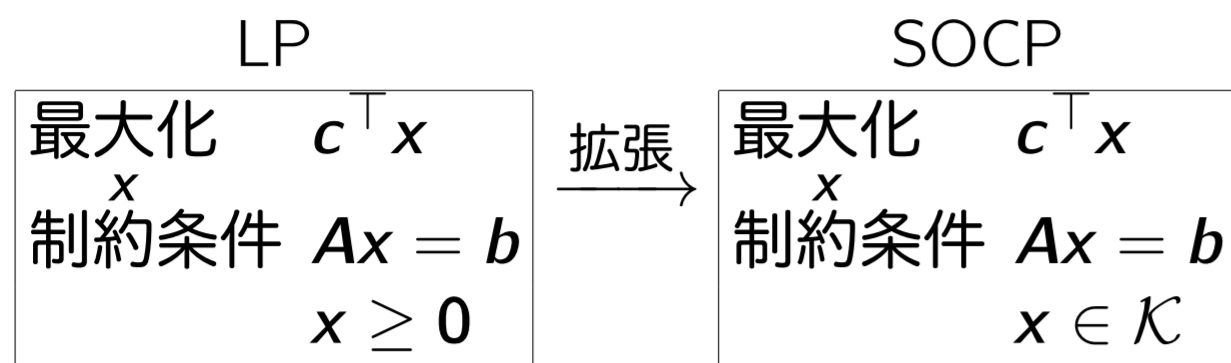 LP
最大化 c⊤x
x
制約条件 Ax = b
x ≥ 0
拡張
SOCP
最大化 c⊤x
x
制約条件 Ax = b
x ∈ 𝒦